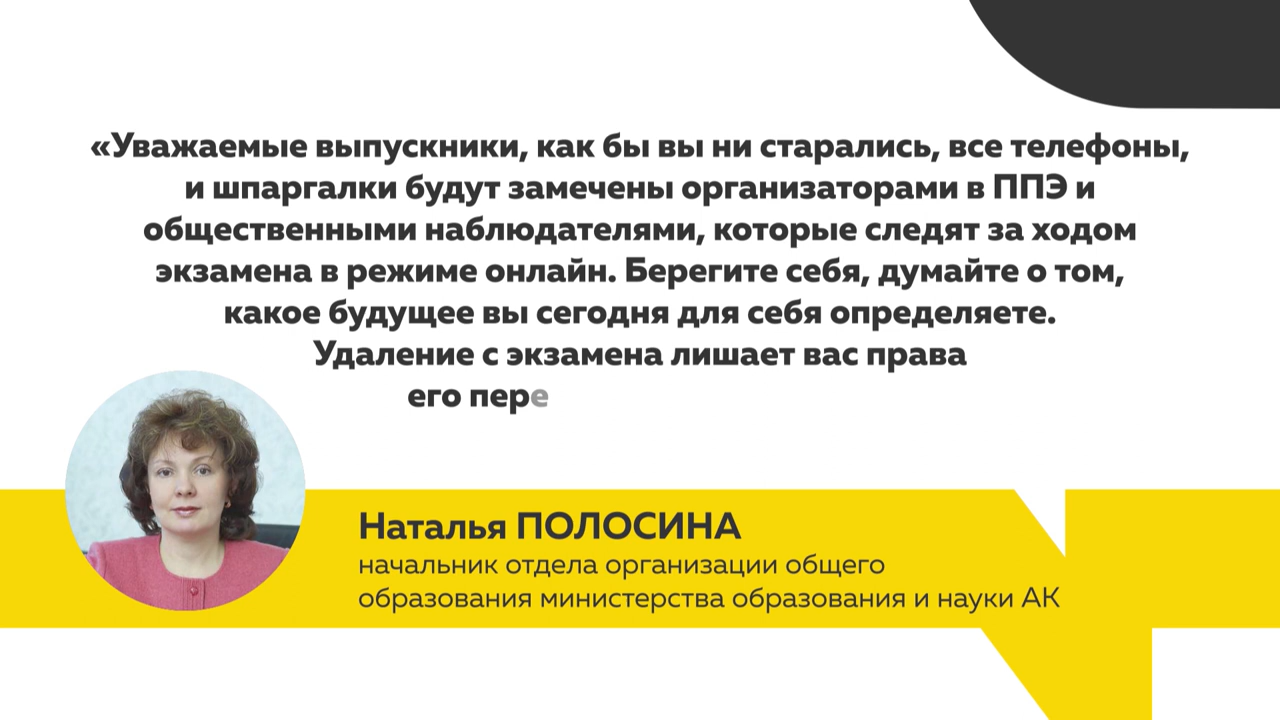 «Уважаемые выпускники, как бы вы ни старались, все телефоны,
и шпаргалки будут замечены организаторами в ППЭ и
общественными наблюдателями, которые следят за ходом
экзамена в режиме онлайн. Берегите себя, думайте о том,
какое будущее вы сегодня для себя определяете.
Удаление с экзамена лишает вас права
его пере
Наталья ПОЛОСИНА
начальник отдела организации общего
образования министерства образования и науки АК